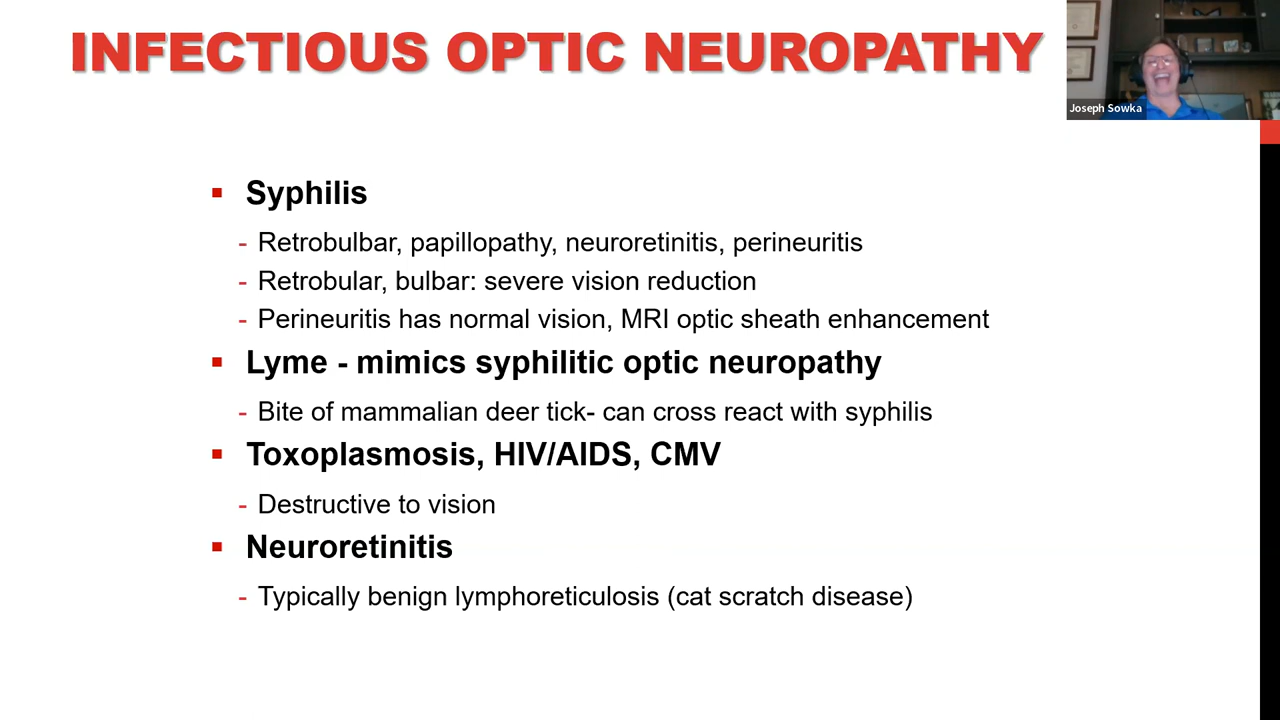 INFECTIOUS OPTIC NEUROPATHY
Joseph Sowka
▪ Syphilis
- Retrobulbar, papillopathy, neuroretinitis, perineuritis
- Retrobular, bulbar: severe vision reduction
- Perineuritis has normal vision, MRI optic sheath enhancement
▪ Lyme - mimics syphilitic optic neuropathy
- Bite of mammalian deer tick- can cross react with syphilis
▪ Toxoplasmosis, HIV/AIDS, CMV
- Destructive to vision
▪ Neuroretinitis
- Typically benign lymphoreticulosis (cat scratch disease)